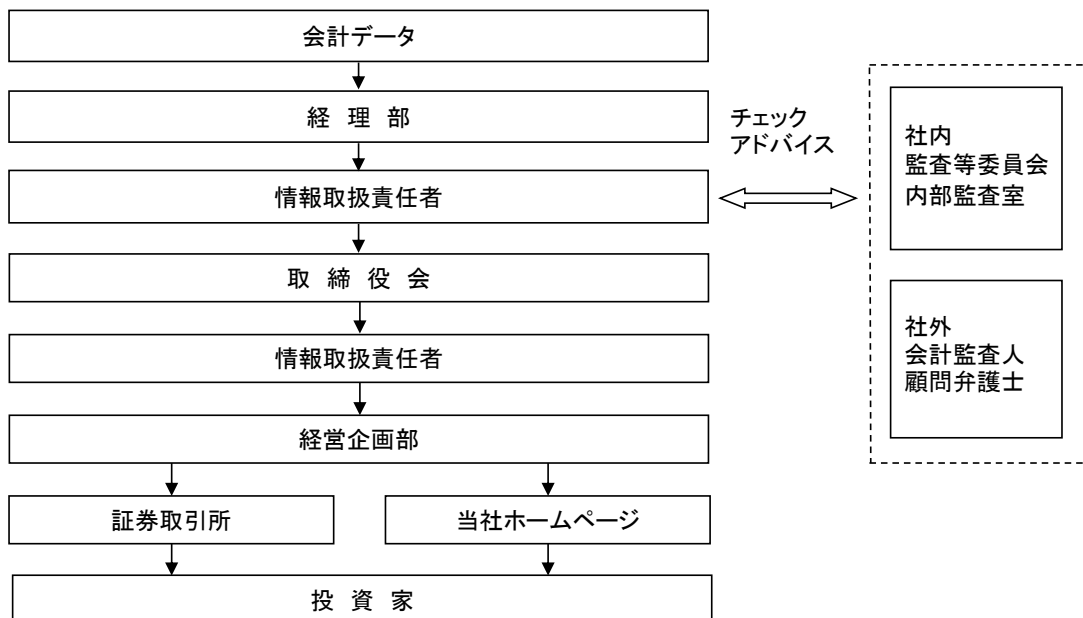 会計データ
経 理 部
情報取扱責任者
取 締 役 会
情報取扱責任者
経営企画部
証券取引所
当社ホームページ
投 資 家
チェック
アドバイス
社内
監査等委員会
内部監査室
社外
会計監査人
顧問弁護士